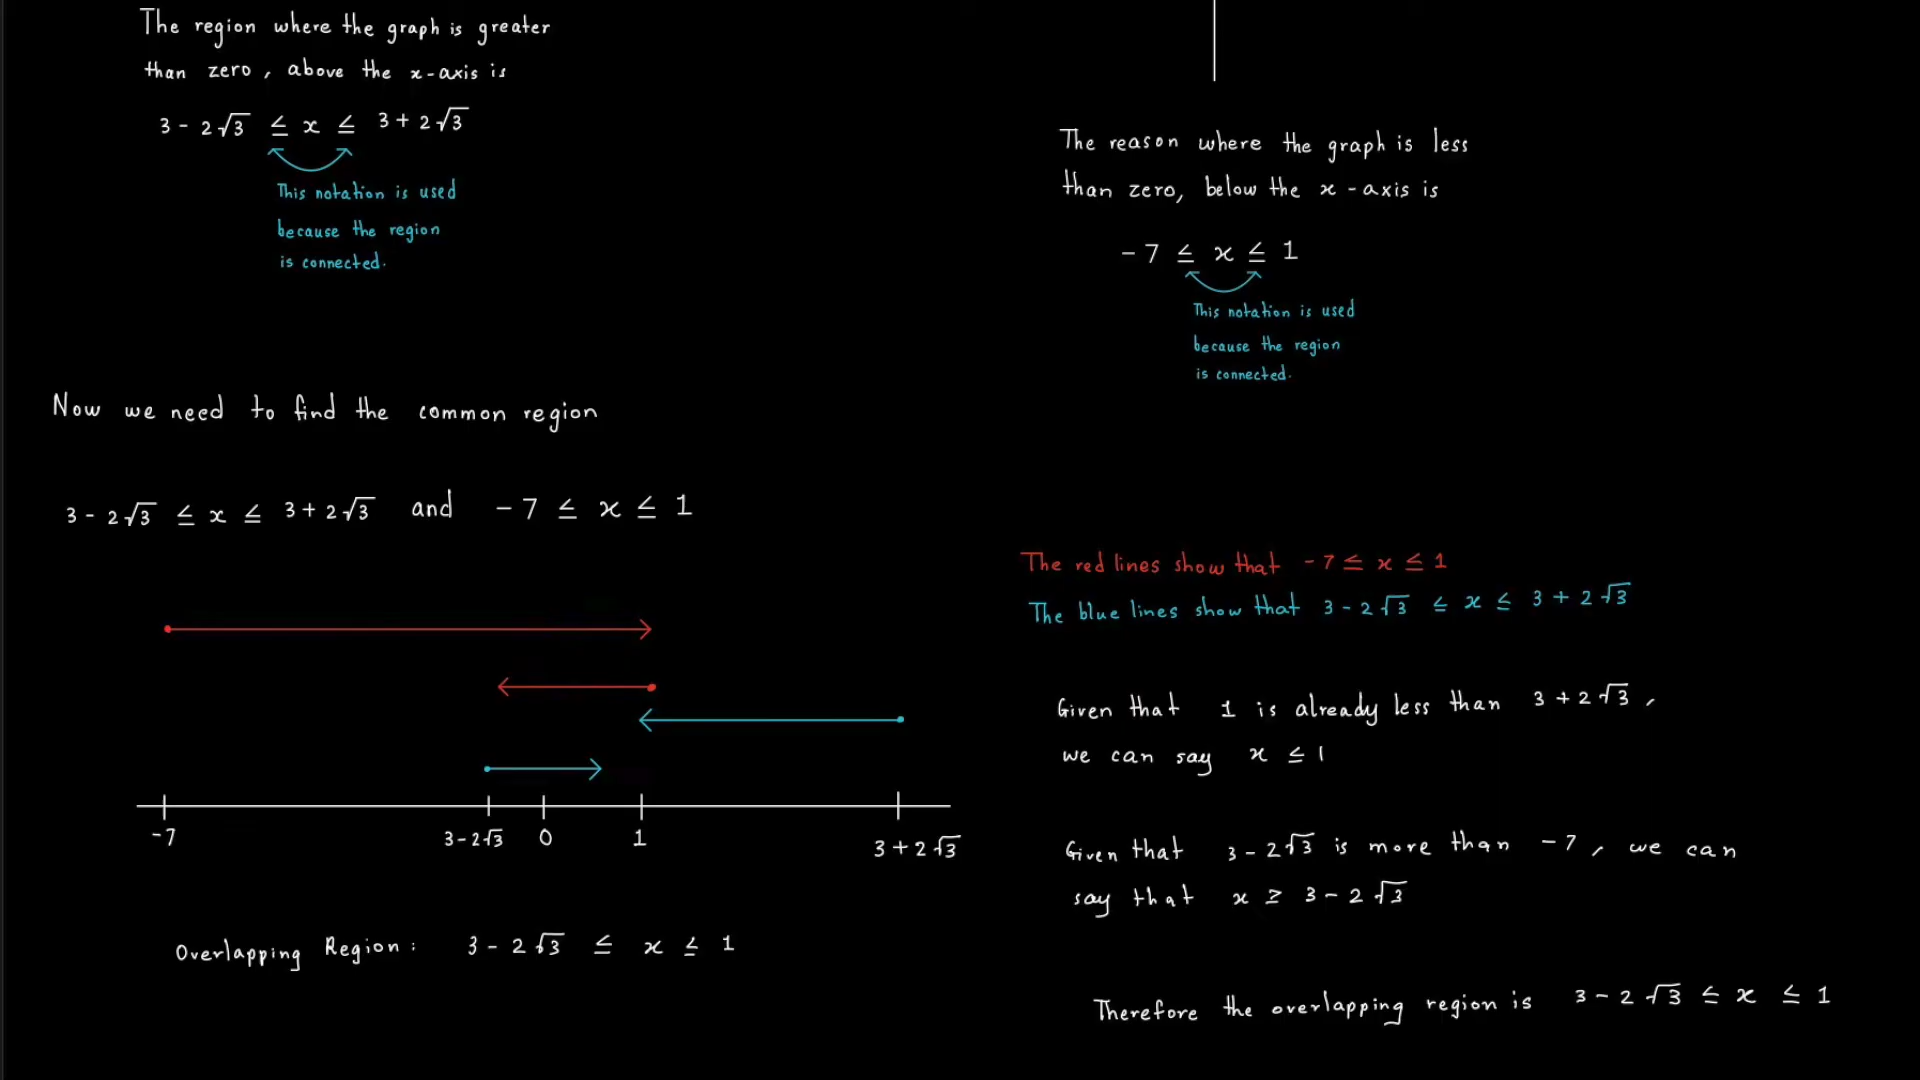 The region where the graph is greater
than zero, above the x-axis is
3 - 2√3 ≤ x ≤ 3 + 2√3
This notation is used
because the region
is connected.
The reason where the graph is less
than zero, below the x-axis is
-7 ≤ x ≤ 1
This notation is used
because the region
is connected.
Now we need to find the common region
3 - 2√3 ≤ x ≤ 3 + 2√3 and -7 ≤ x ≤ 1
-7
3-2√3
0
1
3 + 2√3
Overlapping Region: 3 - 2√3 ≤ x ≤ 1
The red lines show that -7 ≤ x ≤ 1
The blue lines show that 3 - 2√3 ≤ x ≤ 3 + 2√3
Given that 1 is already less than 3 + 2√3,
we can say x ≤ 1
Given that 3 - 2√3 is more than -7, we can
say that x ≥ 3 - 2√3
Therefore the overlapping region is 3 - 2√3 ≤ x ≤ 1